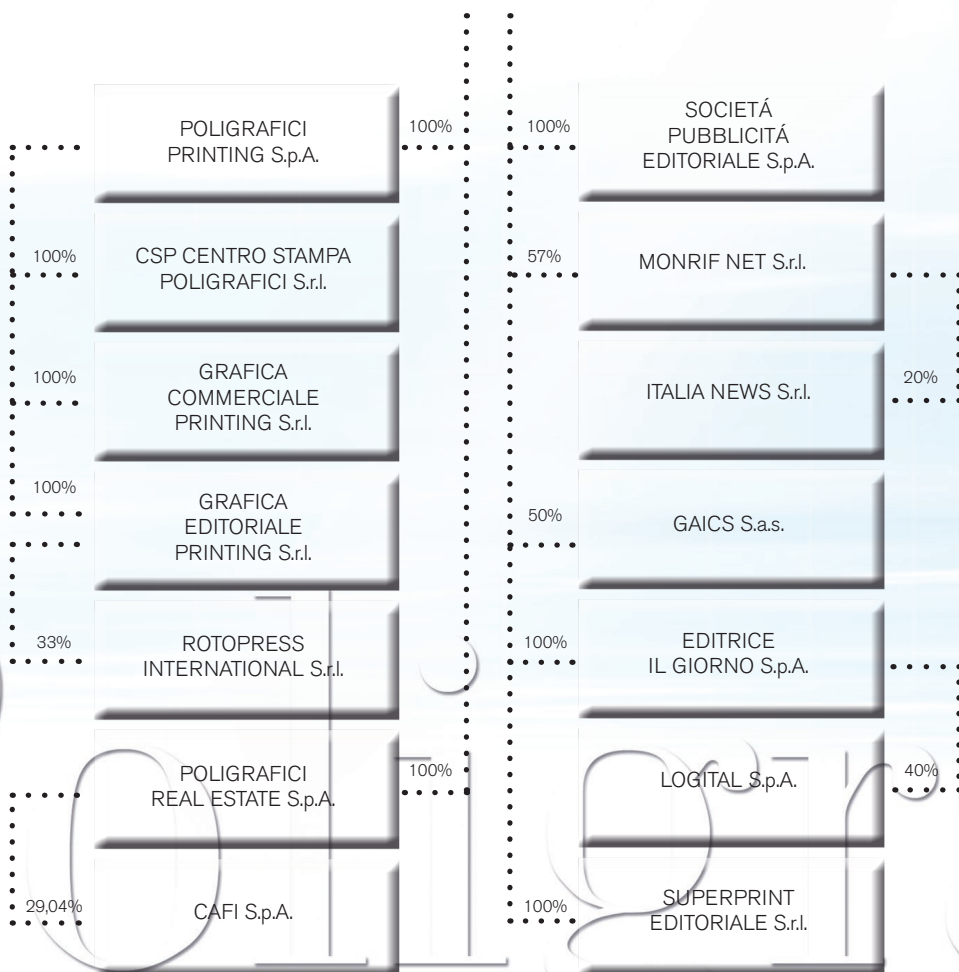 POLIGRAFICI
PRINTING S.p.A.
100%
100%
CSP CENTRO STAMPA
POLIGRAFICI S.r.l.
100%
GRAFICA
COMMERCIALE
PRINTING S.r.l.
100%
GRAFICA
EDITORIALE
PRINTING S.r.l.
33%
ROTOPRESS
INTERNATIONAL S.r.l.
POLIGRAFICI
REAL ESTATE S.p.A.
100%
29,04%
CAFI S.p.A.
100%
SOCIETÁ
PUBBLICITÁ
EDITORIALE S.p.A.
57%
MONRIF NET S.r.l.
ITALIA NEWS S.r.l.
20%
50%
GAICS S.a.s.
100%
EDITRICE
IL GIORNO S.p.A.
LOGITAL S.p.A.
40%
100%
SUPERPRINT
EDITORIALE S.r.l.
oligr